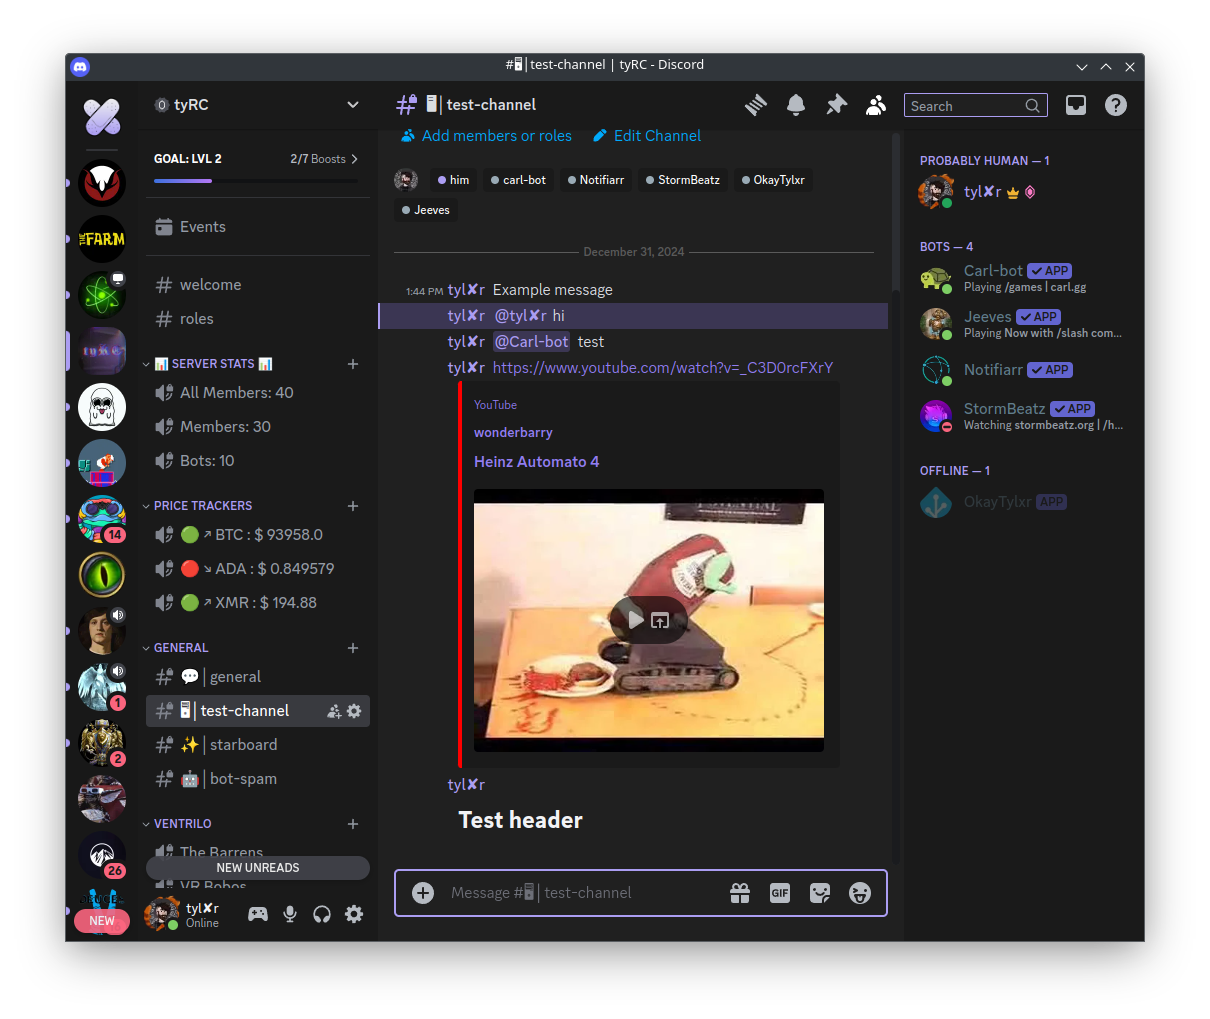 #🖥| test-channel | tyRC - Discord
tyRC
GOAL: LVL 2
2/7 Boosts
Events
welcome
roles
📊 SERVER STATS 📊
All Members: 40
Members: 30
Bots: 10
PRICE TRACKERS
🟢 ↗ BTC : $ 93958.0
🔴 ↘ ADA : $ 0.849579
🟢 ↗ XMR : $ 194.88
GENERAL
💬│general
🖥│test-channel
✨│starboard
🤖│bot-spam
VENTRILO
The Barrens
VR Robos
NEW UNREADS
tyl✘r
Online
THE FARM
tyRC
14
1
2
26
NEW
🖥│test-channel
Search
Add members or roles
Edit Channel
him
carl-bot
Notifiarr
StormBeatz
OkayTylxr
Jeeves
December 31, 2024
1:44 PM tyl✘r Example message
tyl✘r @tyl✘r hi
tyl✘r @Carl-bot test
tyl✘r https://www.youtube.com/watch?v=_C3D0rcFXrY
YouTube
wonderbarry
Heinz Automato 4
tyl✘r
Test header
Message #🖥│test-channel
GIF
PROBABLY HUMAN — 1
tyl✘r
BOTS — 4
Carl-bot ✓ APP
Playing /games | carl.gg
Jeeves ✓ APP
Playing Now with /slash com...
Notifiarr ✓ APP
StormBeatz ✓ APP
Watching stormbeatz.org | /h...
OFFLINE — 1
OkayTylxr APP